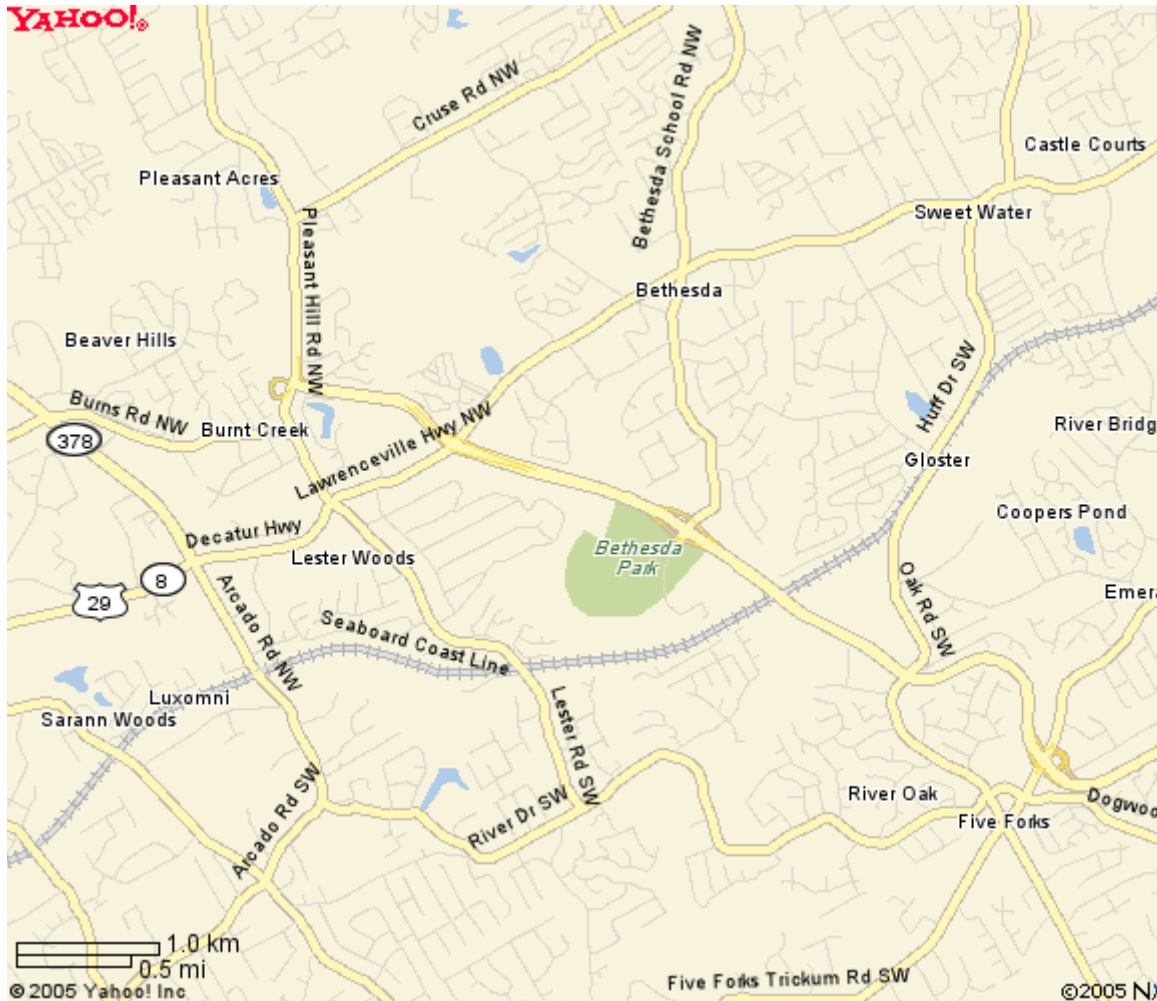 YAHOO!®
Cruse Rd NW
Bethesda School Rd NW
Castle Courts
Pleasant Acres
Sweet Water
Pleasant Hill Rd NW
Bethesda
Beaver Hills
Huff Dr SW
Burns Rd NW
378
Burnt Creek
Lawrenceville Hwy NW
River Bridg
Gloster
Coopers Pond
Decatur Hwy
Lester Woods
Bethesda
Park
8
29
Arcado Rd NW
Oak Rd SW
Emera
Seaboard Coast Line
Luxomni
Sarann Woods
Lester Rd SW
Arcado Rd SW
River Dr SW
River Oak
Dogwoo
Five Forks
1.0 km
0.5 mi
Five Forks Trickum Rd SW
© 2005 Yahoo! Inc
©2005 N